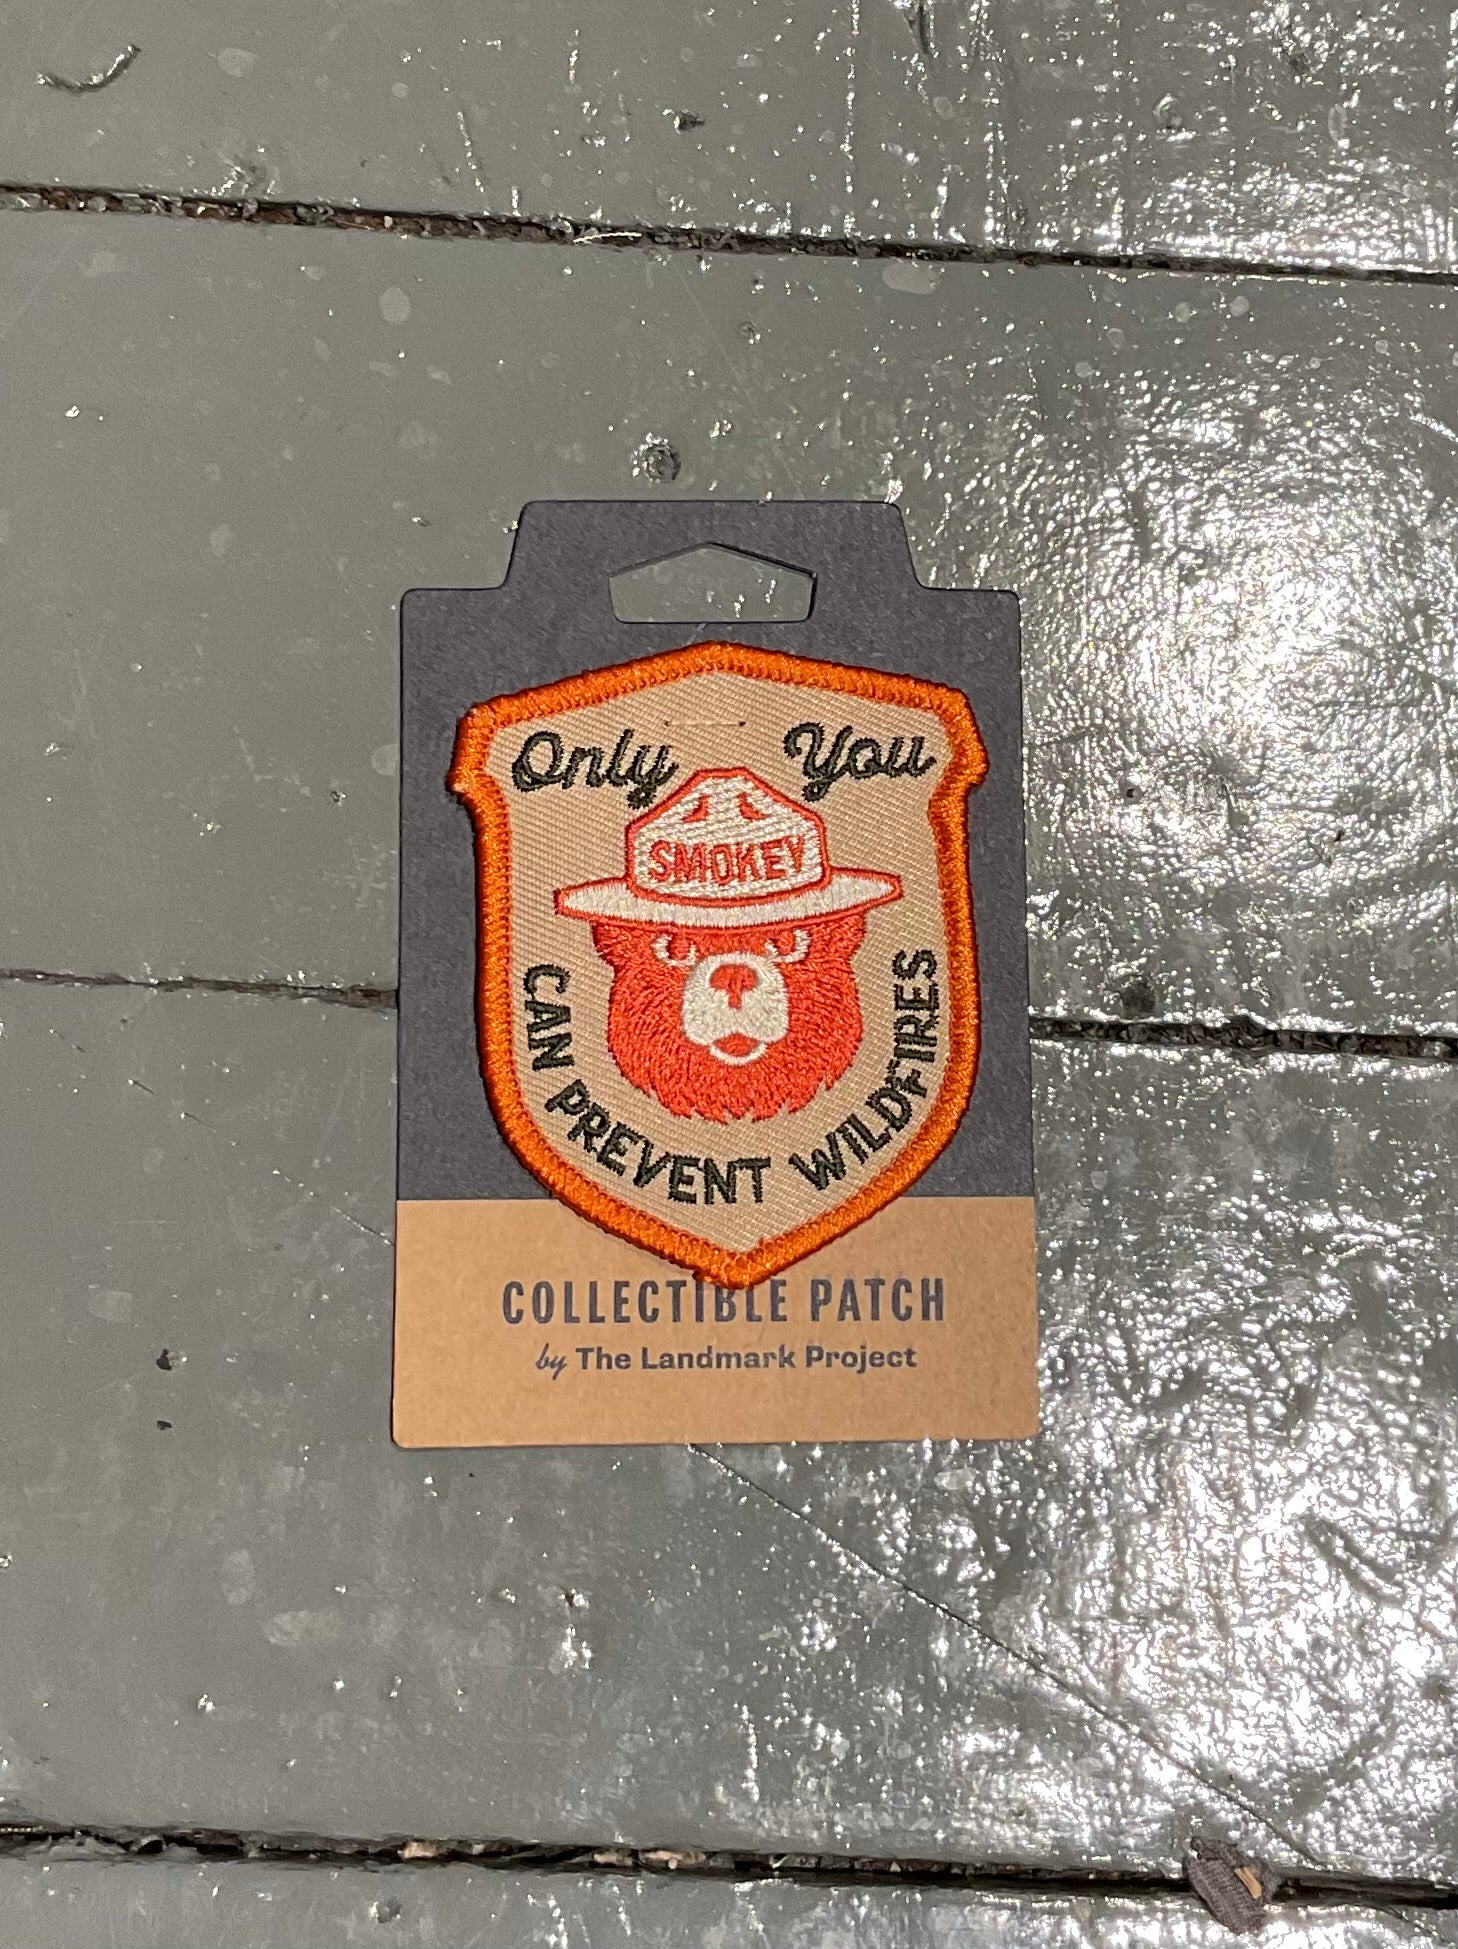 Only You
SMOKEY
CAN PREVENT WILDFIRES
COLLECTIBLE PATCH
by The Landmark Project